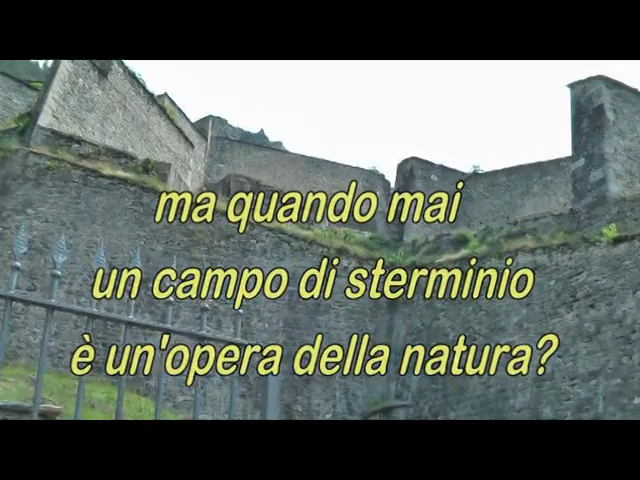 ma quando mai
un campo di sterminio
è un'opera della natura?